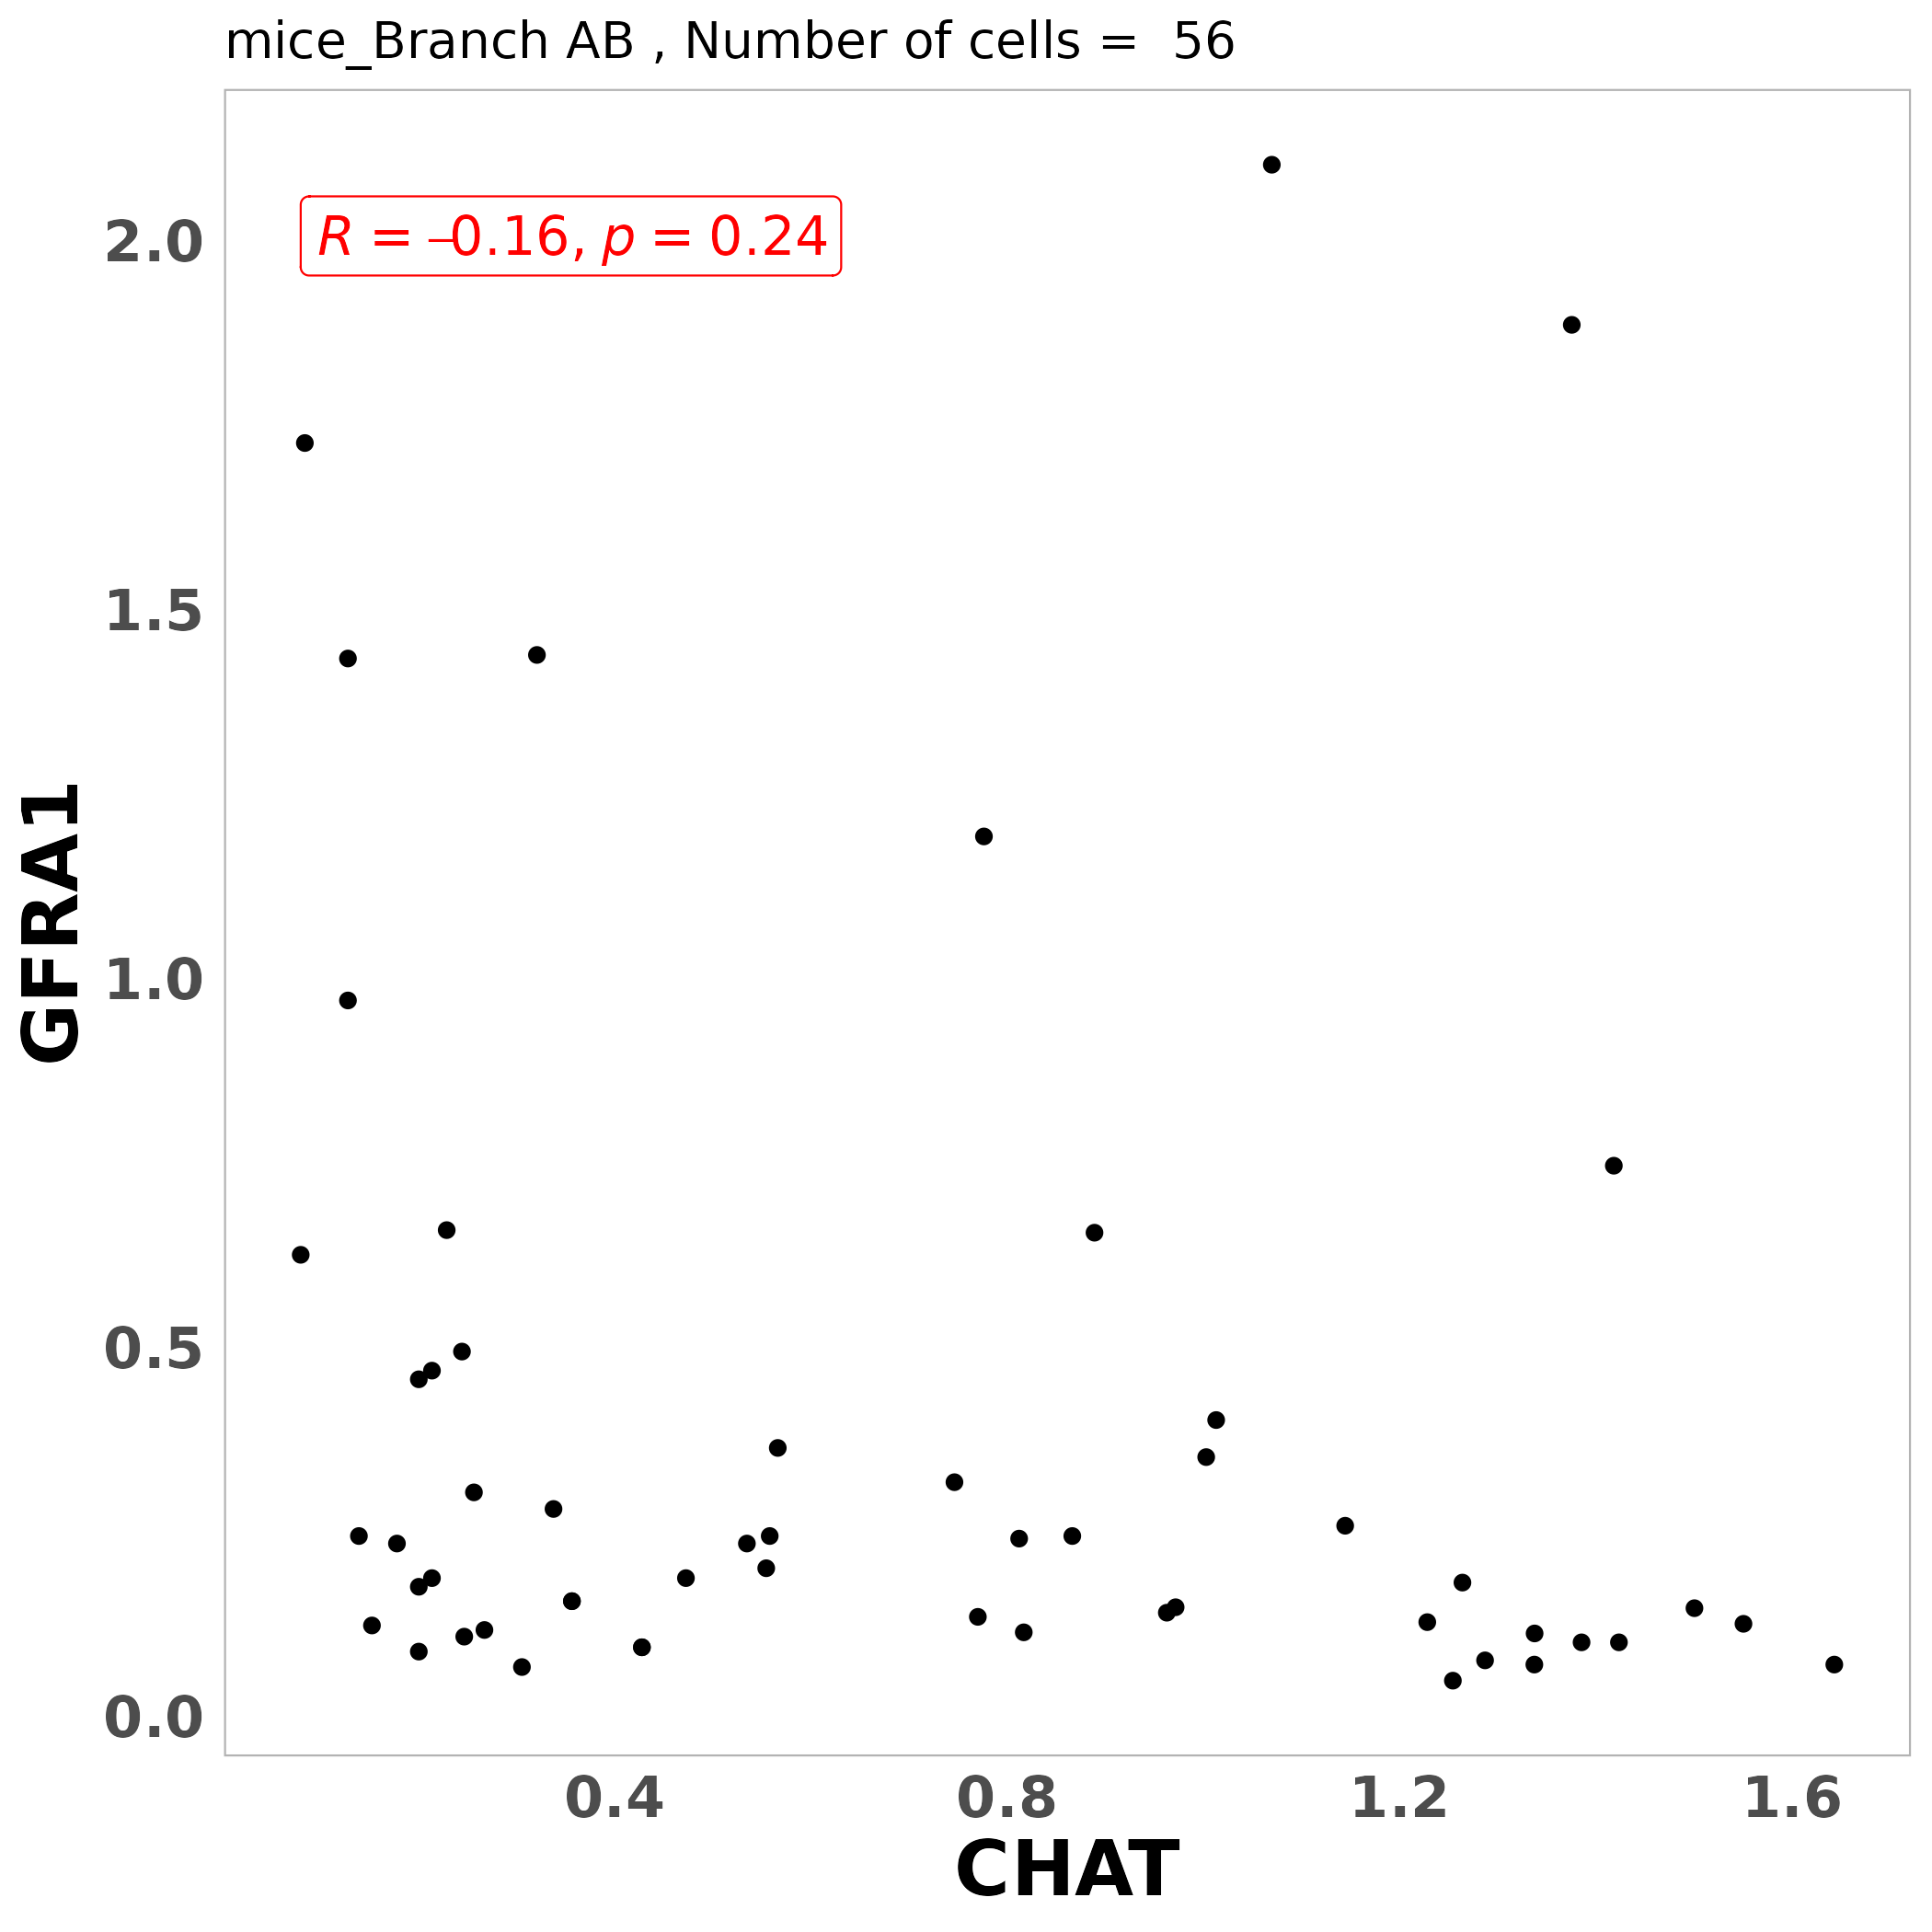 mice_Branch AB , Number of cells =  56
R = –0.16, p = 0.24
2.0
1.5
1.0
0.5
0.0
GFRA1
0.4 0.8 1.2 1.6
CHAT